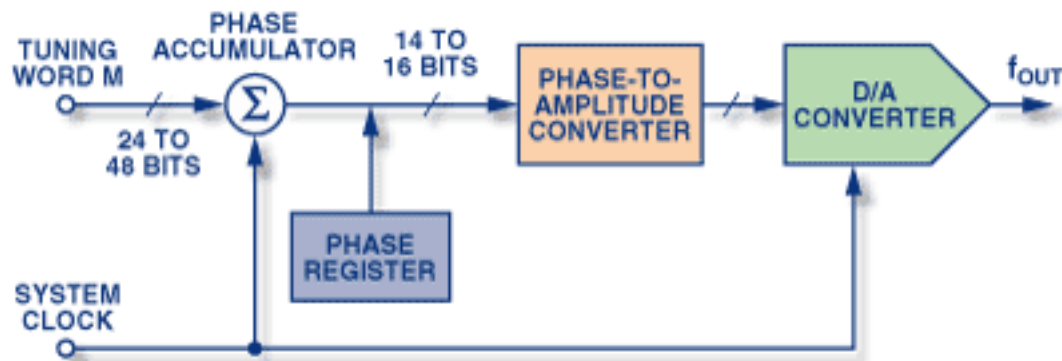 PHASE
ACCUMULATOR
TUNING
WORD M
24 TO
48 BITS
Σ
14 TO
16 BITS
PHASE-TO-
AMPLITUDE
CONVERTER
D/A
CONVERTER
fOUT
PHASE
REGISTER
SYSTEM
CLOCK